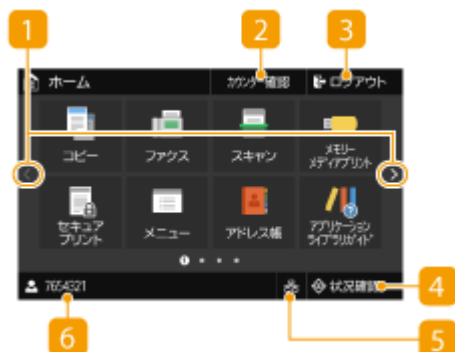 1 2 3
ホーム カウンター確認 ログアウト
コピー ファクス スキャン メモリー
メディアプリント
セキュア
プリント メニュー アドレス帳 アプリケーション
ライブラリガイド
7654321 状況確認 4
6 5